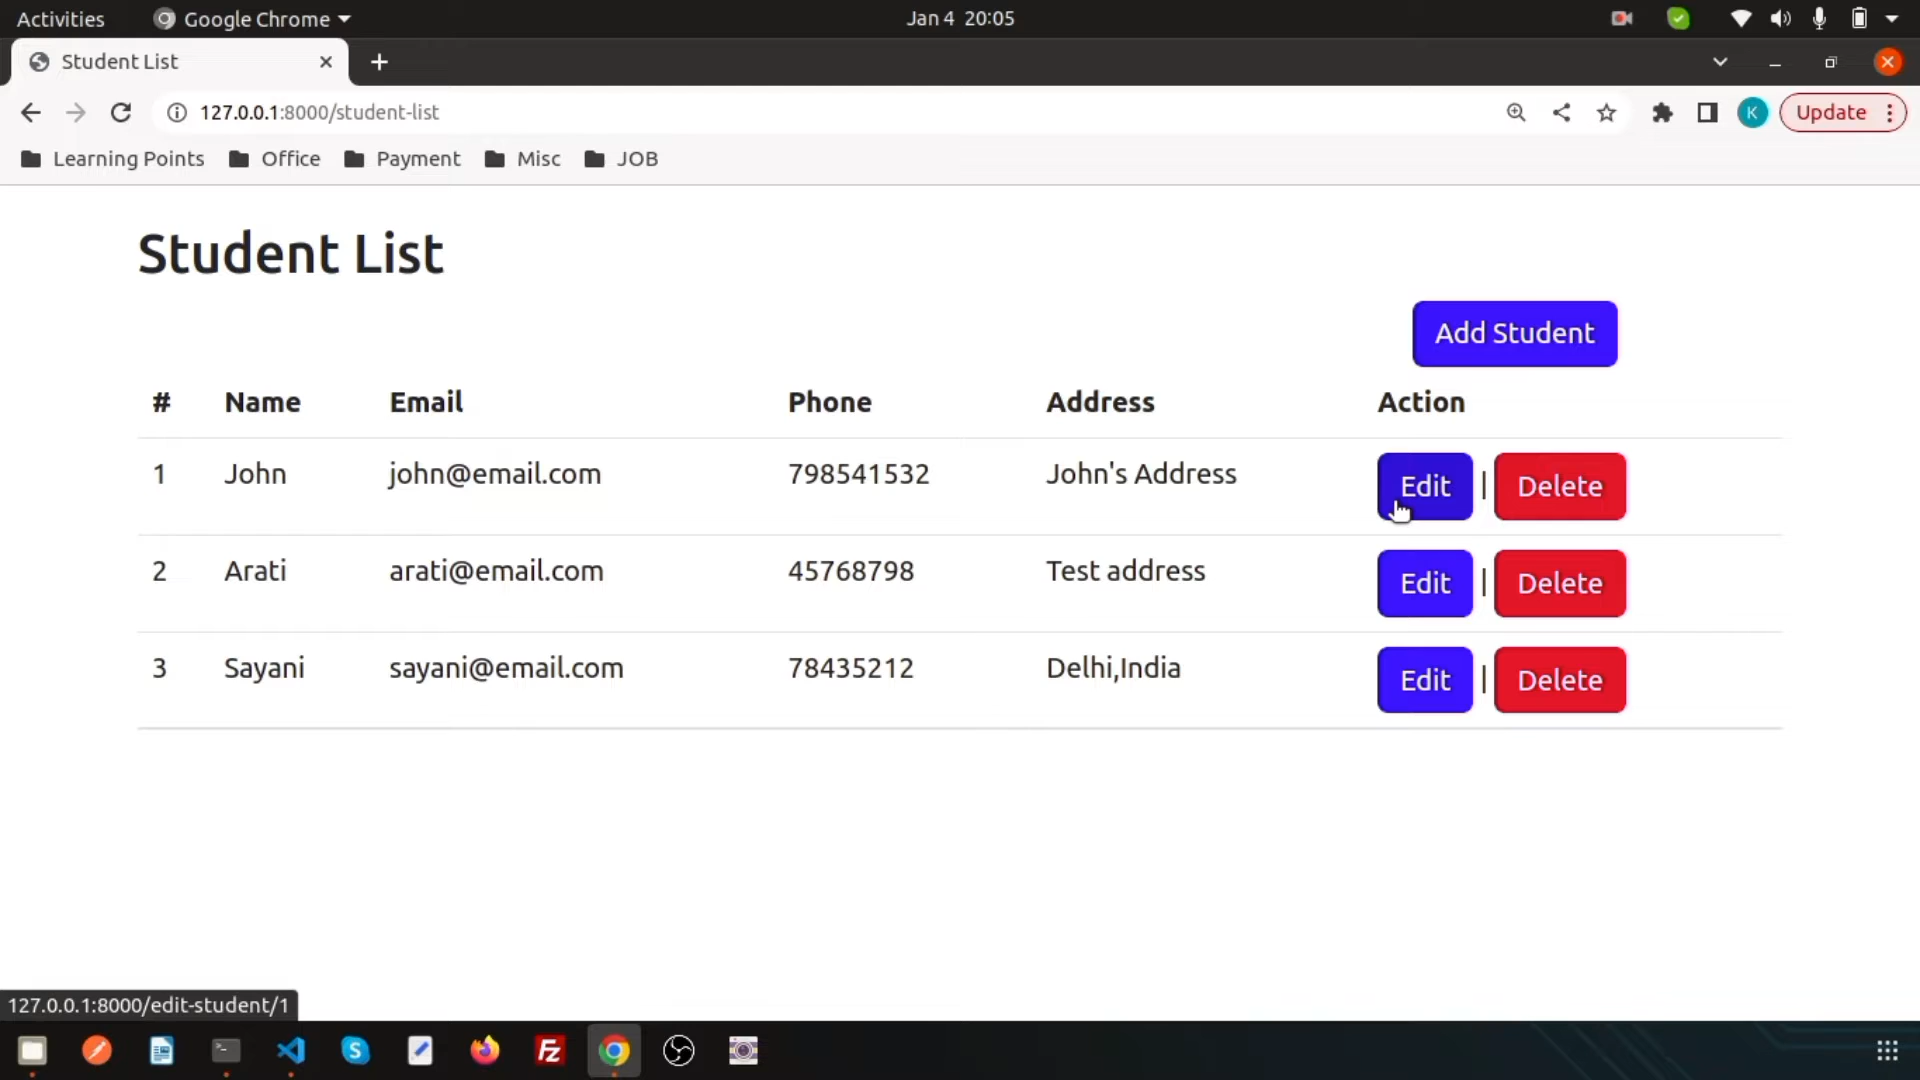 Activities Google Chrome Jan 4 20:05
Student List
127.0.0.1:8000/student-list K Update
Learning Points Office Payment Misc JOB
Student List
Add Student
# Name Email Phone Address Action
1 John john@email.com 798541532 John's Address Edit | Delete
2 Arati arati@email.com 45768798 Test address Edit | Delete
3 Sayani sayani@email.com 78435212 Delhi,India Edit | Delete
127.0.0.1:8000/edit-student/1